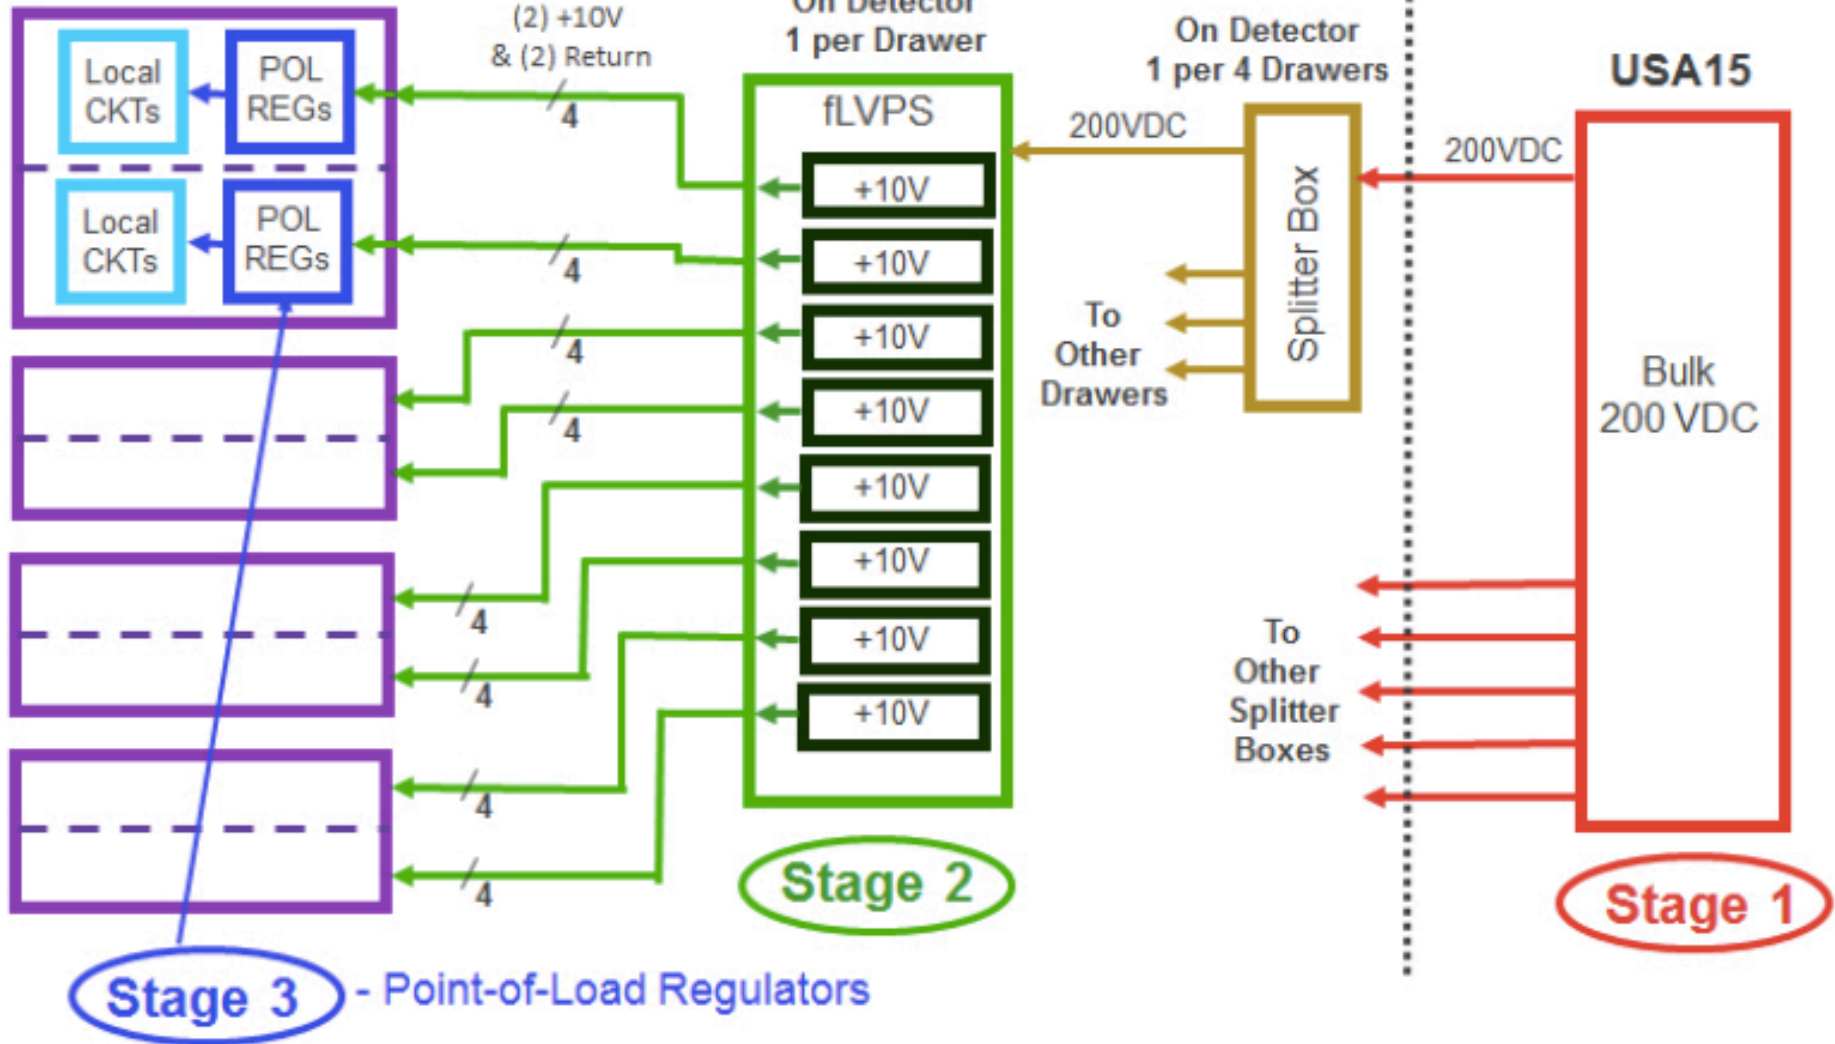 (2) +10V
& (2) Return
On Detector
1 per Drawer
On Detector
1 per 4 Drawers
USA15
Local
CKTs
POL
REGs
4
fLVPS
200VDC
200VDC
+10V
Local
CKTs
POL
REGs
4
+10V
Splitter Box
4
+10V
To
Other
Drawers
4
+10V
Bulk
200 VDC
+10V
4
+10V
4
+10V
To
Other
Splitter
Boxes
4
+10V
4
Stage 2
Stage 1
Stage 3
- Point-of-Load Regulators